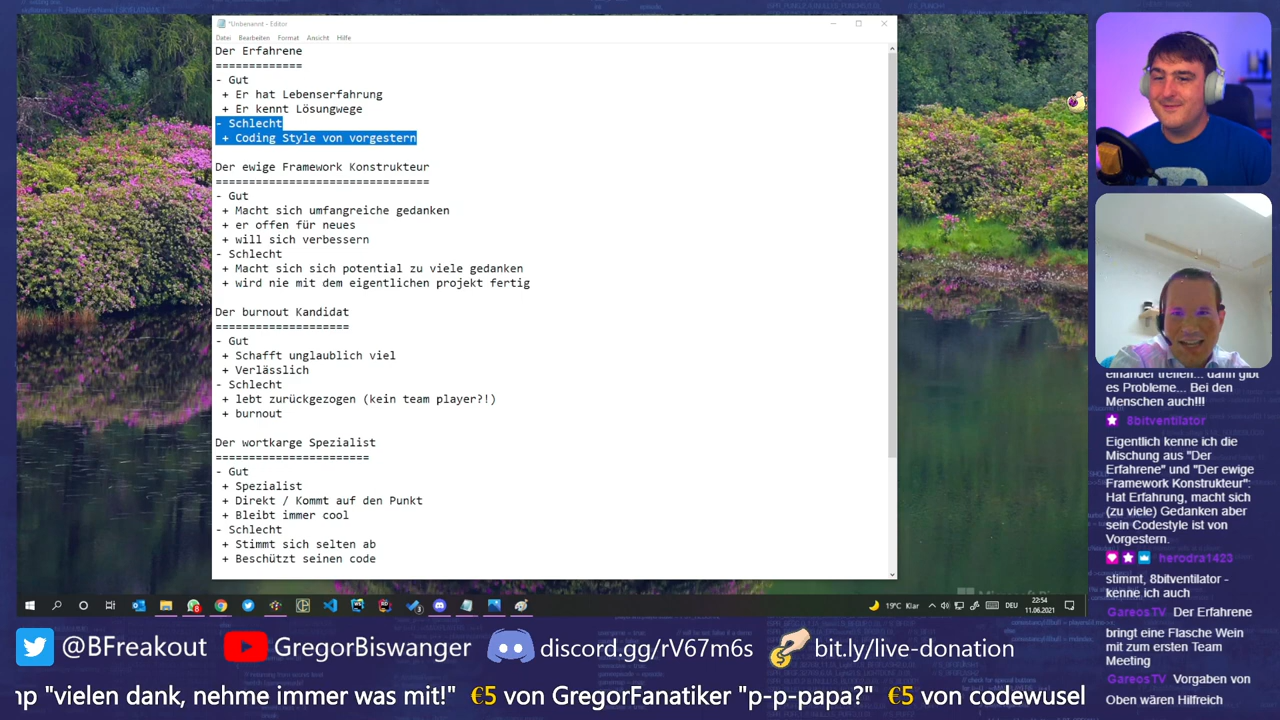 *Unbenannt - Editor
Datei Bearbeiten Format Ansicht Hilfe
Der Erfahrene
=============
- Gut
+ Er hat Lebenserfahrung
+ Er kennt Lösungwege
- Schlecht
+ Coding Style von vorgestern
Der ewige Framework Konstrukteur
================================
- Gut
+ Macht sich umfangreiche gedanken
+ er offen für neues
+ will sich verbessern
- Schlecht
+ Macht sich sich potential zu viele gedanken
+ wird nie mit dem eigentlichen projekt fertig
Der burnout Kandidat
====================
- Gut
+ Schafft unglaublich viel
+ Verlässlich
- Schlecht
+ lebt zurückgezogen (kein team player?!)
+ burnout
Der wortkarge Spezialist
=======================
- Gut
+ Spezialist
+ Direkt / Kommt auf den Punkt
+ Bleibt immer cool
- Schlecht
+ Stimmt sich selten ab
+ Beschützt seinen code
einander treffen... dann gibt
es Probleme... Bei den
Menschen auch!!!
8bitventilator
Eigentlich kenne ich die
Mischung aus "Der
Erfahrene" und "Der ewige
Framework Konstrukteur":
Hat Erfahrung, macht sich
(zu viele) Gedanken aber
sein Codestyle ist von
Vorgestern.
herodra1423
stimmt, 8bitventilator -
kenne ich auch
GareosTV Der Erfahrene
bringt eine Flasche Wein
mit zum ersten Team
Meeting
GareosTV Vorgaben von
Oben wären Hilfreich
19°C Klar
DEU
22:54
11.06.2021
@BFreakout GregorBiswanger discord.gg/rV67m6s bit.ly/live-donation
"vielen dank, nehme immer was mit!" €5 von GregorFanatiker "p-p-papa?" €5 von codewusel